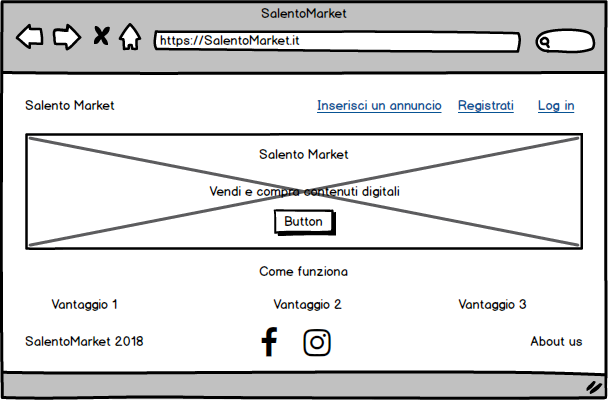 SalentoMarket
https://SalentoMarket.it
Salento Market
Inserisci un annuncio
Registrati
Log in
Salento Market
Vendi e compra contenuti digitali
Button
Come funziona
Vantaggio 1
Vantaggio 2
Vantaggio 3
SalentoMarket 2018
About us